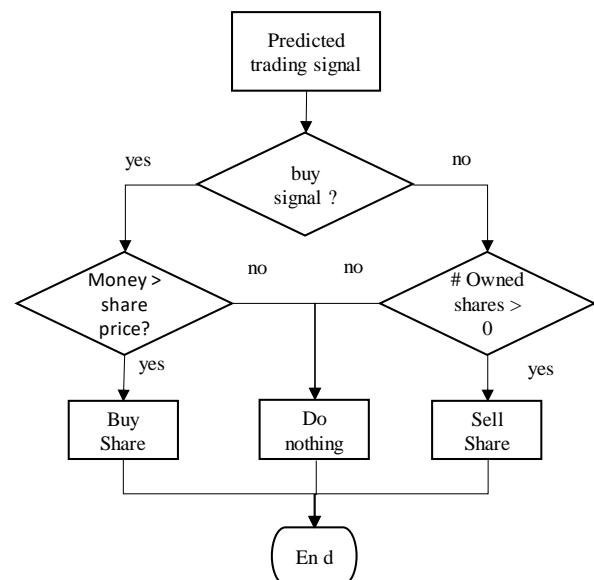 Predicted
trading signal
yes
no
buy
signal ?
Money >
share
price?
no
no
# Owned
shares >
0
yes
yes
Buy
Share
Do
nothing
Sell
Share
En d